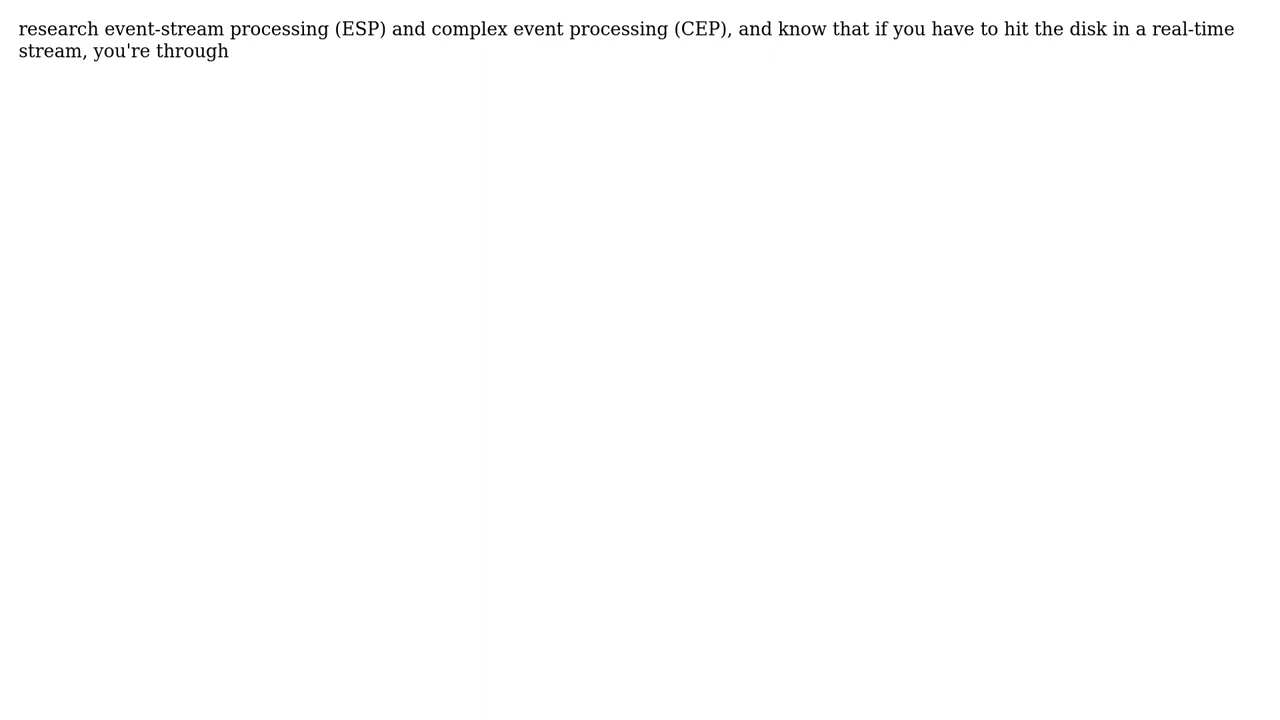 research event-stream processing (ESP) and complex event processing (CEP), and know that if you have to hit the disk in a real-time
stream, you're through